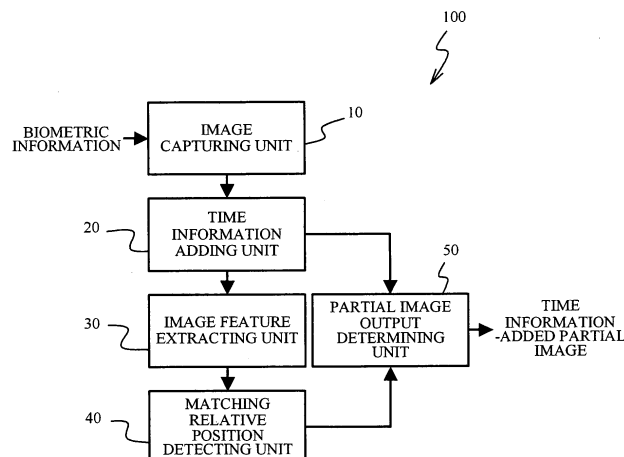 100
10
BIOMETRIC
INFORMATION
IMAGE
CAPTURING UNIT
20
TIME
INFORMATION
ADDING UNIT
50
30
IMAGE FEATURE
EXTRACTING UNIT
PARTIAL IMAGE
OUTPUT
DETERMINING
UNIT
TIME
INFORMATION
-ADDED PARTIAL
IMAGE
40
MATCHING
RELATIVE
POSITION
DETECTING UNIT